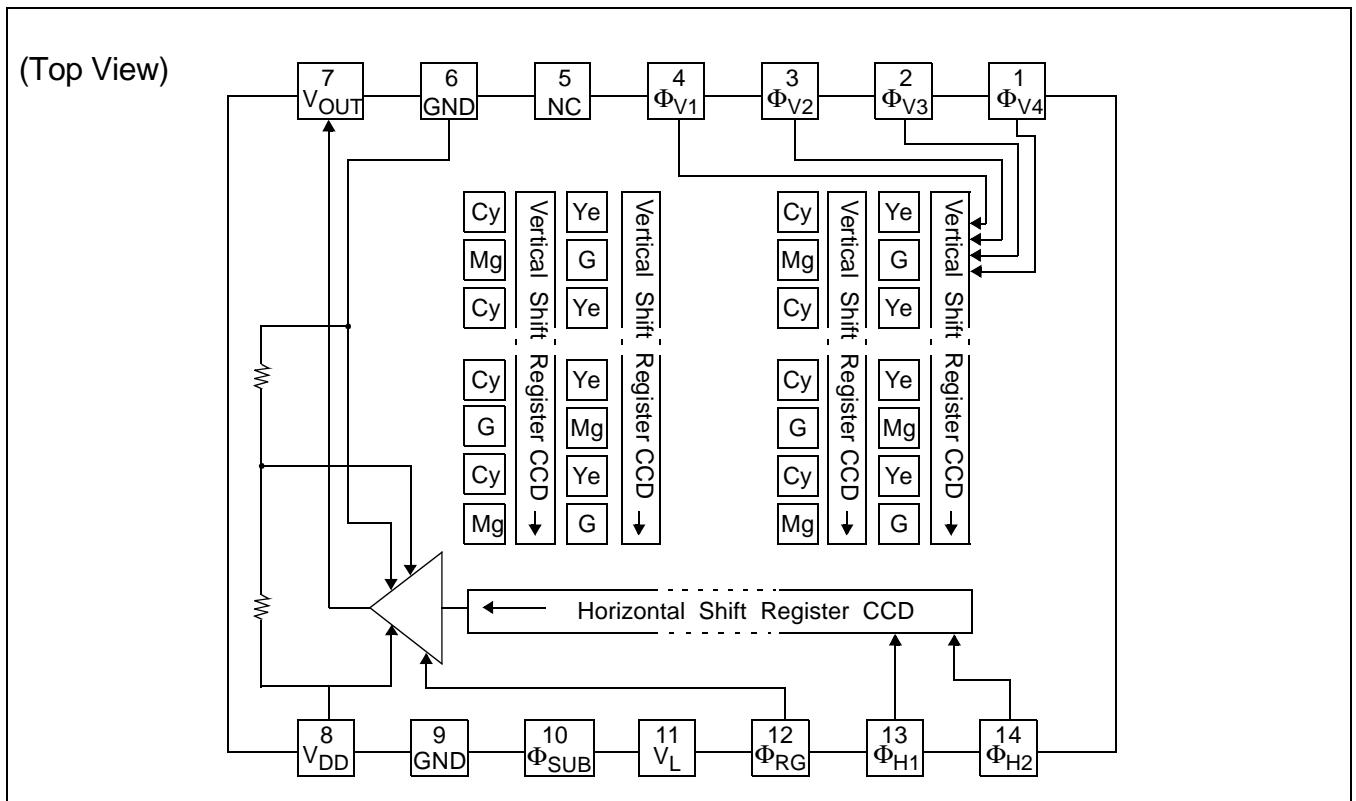 (Top View)
7 6 5 4 3 2 1
VOUT GND NC ΦV1 ΦV2 ΦV3 ΦV4
Cy Ye Cy Ye
Mg G Mg G
Cy Ye Cy Ye
Cy Ye Cy Ye
G Mg G Mg
Cy Ye Cy Ye
Mg G Mg G
Vertical Shift Register CCD
Vertical Shift Register CCD
Vertical Shift Register CCD
Vertical Shift Register CCD
Horizontal Shift Register CCD
8 9 10 11 12 13 14
VDD GND ΦSUB VL ΦRG ΦH1 ΦH2